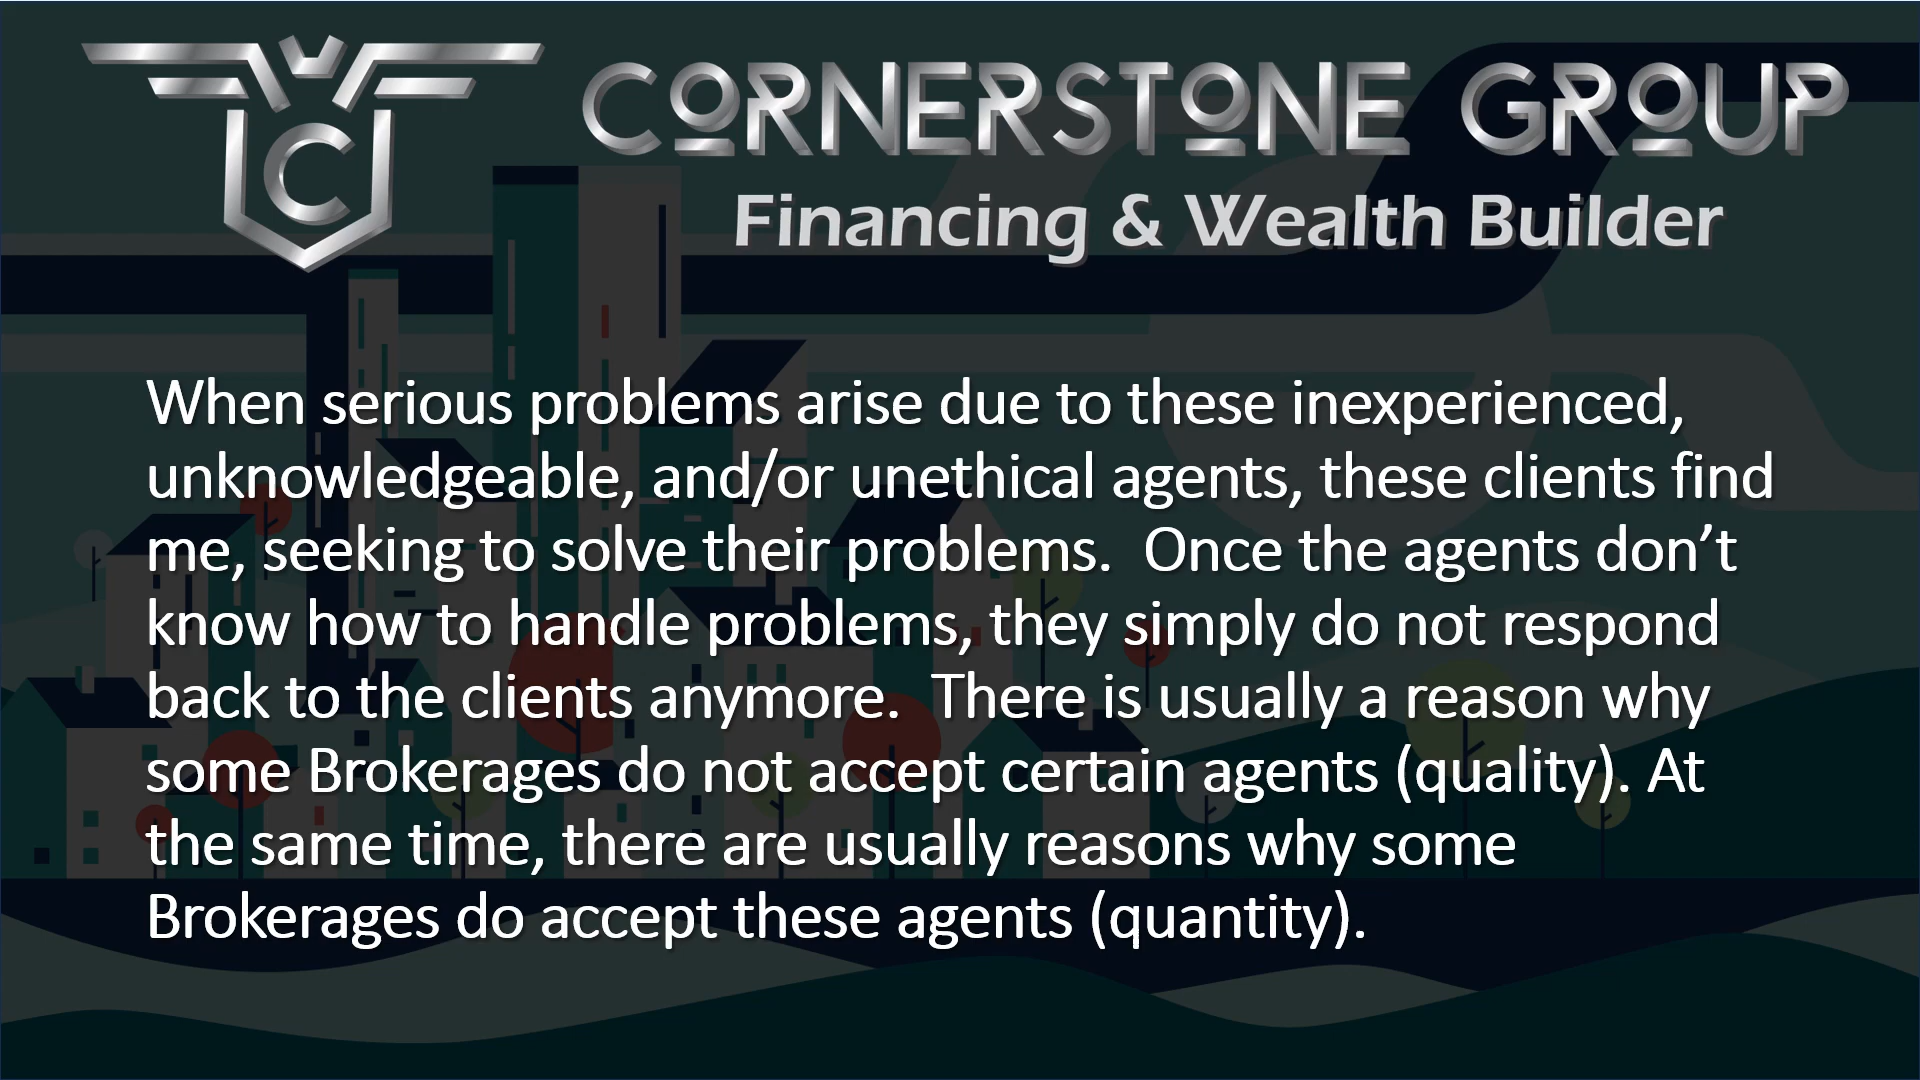 C
CORNERSTONE GROUP
Financing & Wealth Builder
When serious problems arise due to these inexperienced,
unknowledgeable, and/or unethical agents, these clients find
me, seeking to solve their problems.  Once the agents don’t
know how to handle problems, they simply do not respond
back to the clients anymore.  There is usually a reason why
some Brokerages do not accept certain agents (quality). At
the same time, there are usually reasons why some
Brokerages do accept these agents (quantity).